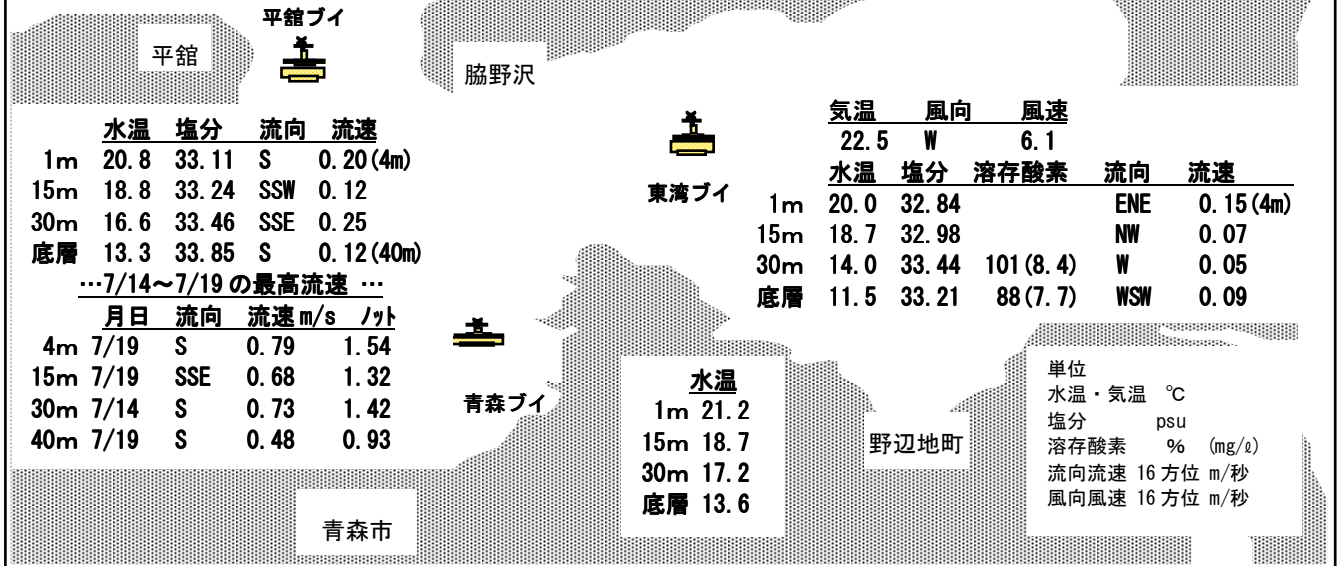 平舘ブイ
平舘
脇野沢
水温 塩分 流向 流速
1m 20.8 33.11 S 0.20(4m)
15m 18.8 33.24 SSW 0.12
30m 16.6 33.46 SSE 0.25
底層 13.3 33.85 S 0.12(40m)
…7/14～7/19の最高流速 …
月日 流向 流速m/s ﾉｯﾄ
4m 7/19 S 0.79 1.54
15m 7/19 SSE 0.68 1.32
30m 7/14 S 0.73 1.42
40m 7/19 S 0.48 0.93
東湾ブイ
気温 風向 風速
22.5 W 6.1
水温 塩分 溶存酸素 流向 流速
1m 20.0 32.84 ENE 0.15(4m)
15m 18.7 32.98 NW 0.07
30m 14.0 33.44 101(8.4) W 0.05
底層 11.5 33.21 88(7.7) WSW 0.09
青森ブイ
水温
1m 21.2
15m 18.7
30m 17.2
底層 13.6
野辺地町
青森市
単位
水温・気温 ℃
塩分 psu
溶存酸素 % (mg/ℓ)
流向流速 16方位 m/秒
風向風速 16方位 m/秒